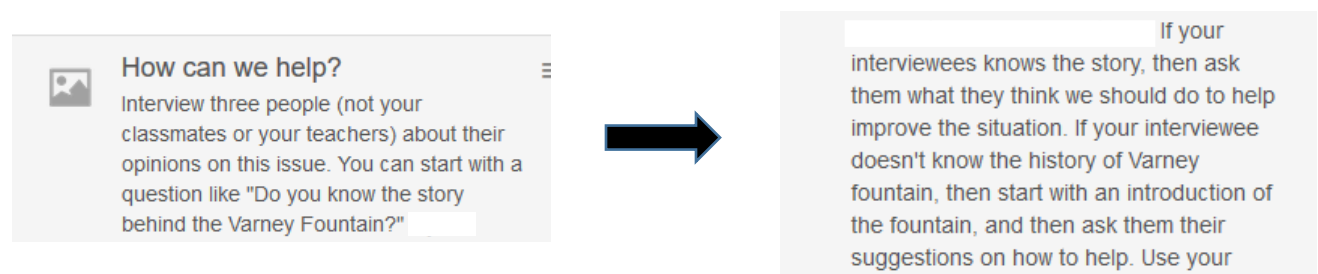 How can we help?
Interview three people (not your
classmates or your teachers) about their
opinions on this issue. You can start with a
question like "Do you know the story
behind the Varney Fountain?"
If your
interviewees knows the story, then ask
them what they think we should do to help
improve the situation. If your interviewee
doesn't know the history of Varney
fountain, then start with an introduction of
the fountain, and then ask them their
suggestions on how to help. Use your